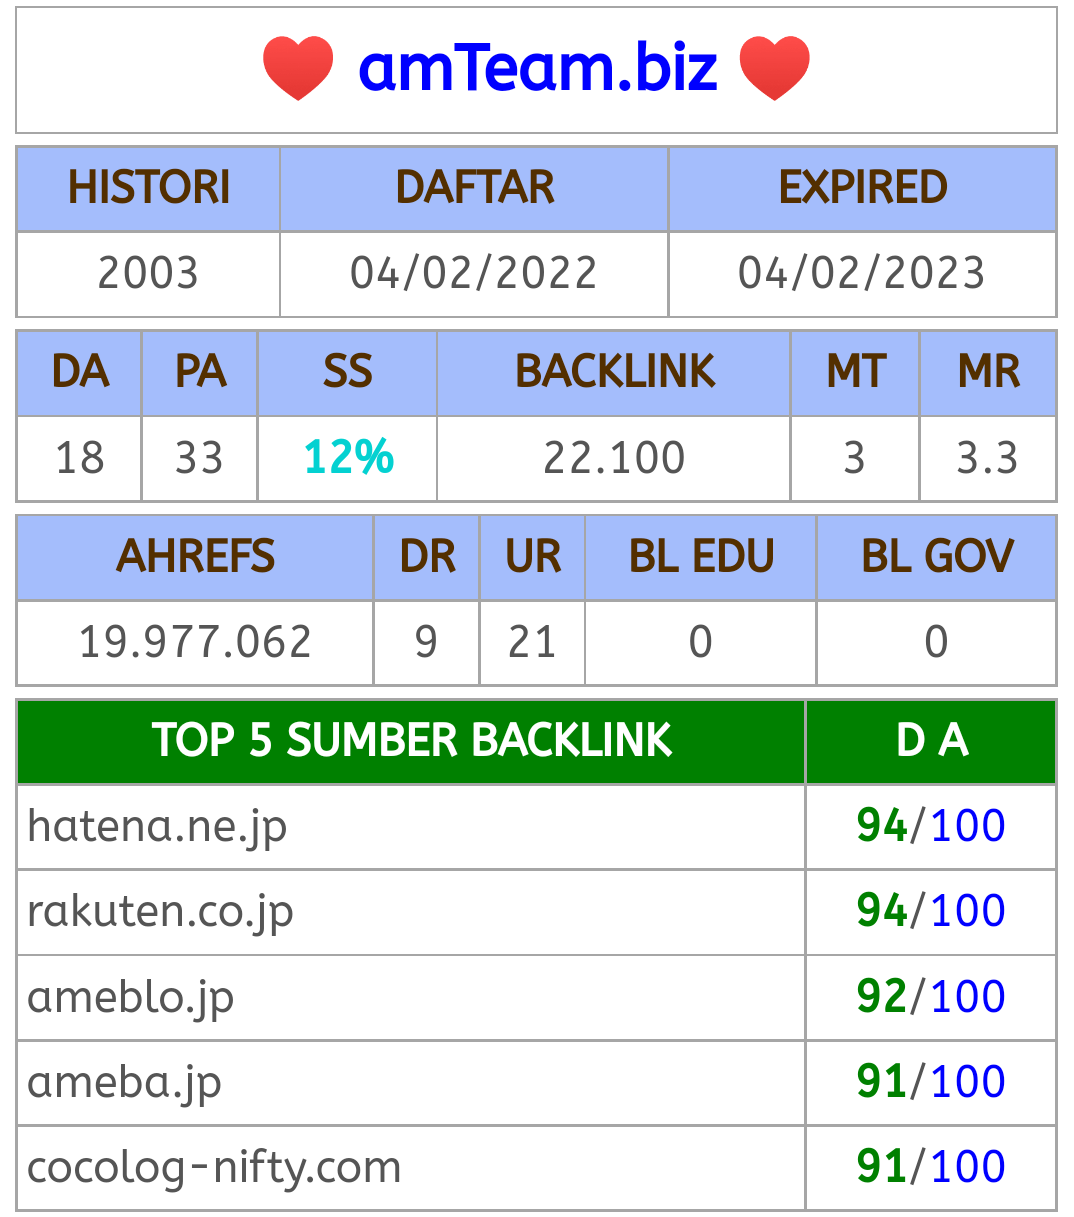 amTeam.biz
HISTORI DAFTAR EXPIRED
2003 04/02/2022 04/02/2023
DA PA SS BACKLINK MT MR
18 33 12% 22.100 3 3.3
AHREFS DR UR BL EDU BL GOV
19.977.062 9 21 0 0
TOP 5 SUMBER BACKLINK D A
hatena.ne.jp 94/100
rakuten.co.jp 94/100
ameblo.jp 92/100
ameba.jp 91/100
cocolog-nifty.com 91/100